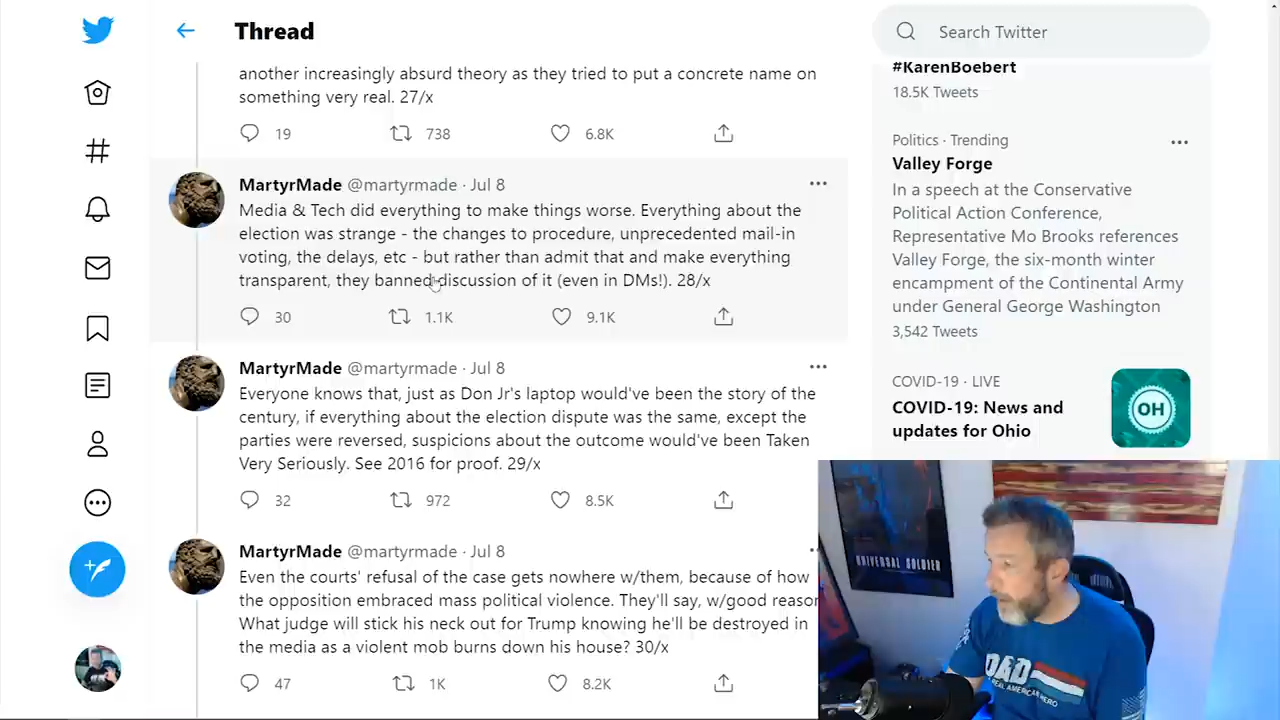 Thread
another increasingly absurd theory as they tried to put a concrete name on
something very real. 27/x
19 738 6.8K
MartyrMade @martyrmade · Jul 8
Media & Tech did everything to make things worse. Everything about the
election was strange - the changes to procedure, unprecedented mail-in
voting, the delays, etc - but rather than admit that and make everything
transparent, they banned discussion of it (even in DMs!). 28/x
30 1.1K 9.1K
MartyrMade @martyrmade · Jul 8
Everyone knows that, just as Don Jr's laptop would've been the story of the
century, if everything about the election dispute was the same, except the
parties were reversed, suspicions about the outcome would've been Taken
Very Seriously. See 2016 for proof. 29/x
32 972 8.5K
MartyrMade @martyrmade · Jul 8
Even the courts' refusal of the case gets nowhere w/them, because of how
the opposition embraced mass political violence. They'll say, w/good reason
What judge will stick his neck out for Trump knowing he'll be destroyed in
the media as a violent mob burns down his house? 30/x
47 1K 8.2K
Search Twitter
#KarenBoebert
18.5K Tweets
Politics · Trending
Valley Forge
In a speech at the Conservative
Political Action Conference,
Representative Mo Brooks references
Valley Forge, the six-month winter
encampment of the Continental Army
under General George Washington
3,542 Tweets
COVID-19 · LIVE
COVID-19: News and
updates for Ohio
OH
UNIVERSAL SOLDIER
DAD
REAL AMERICAN HERO